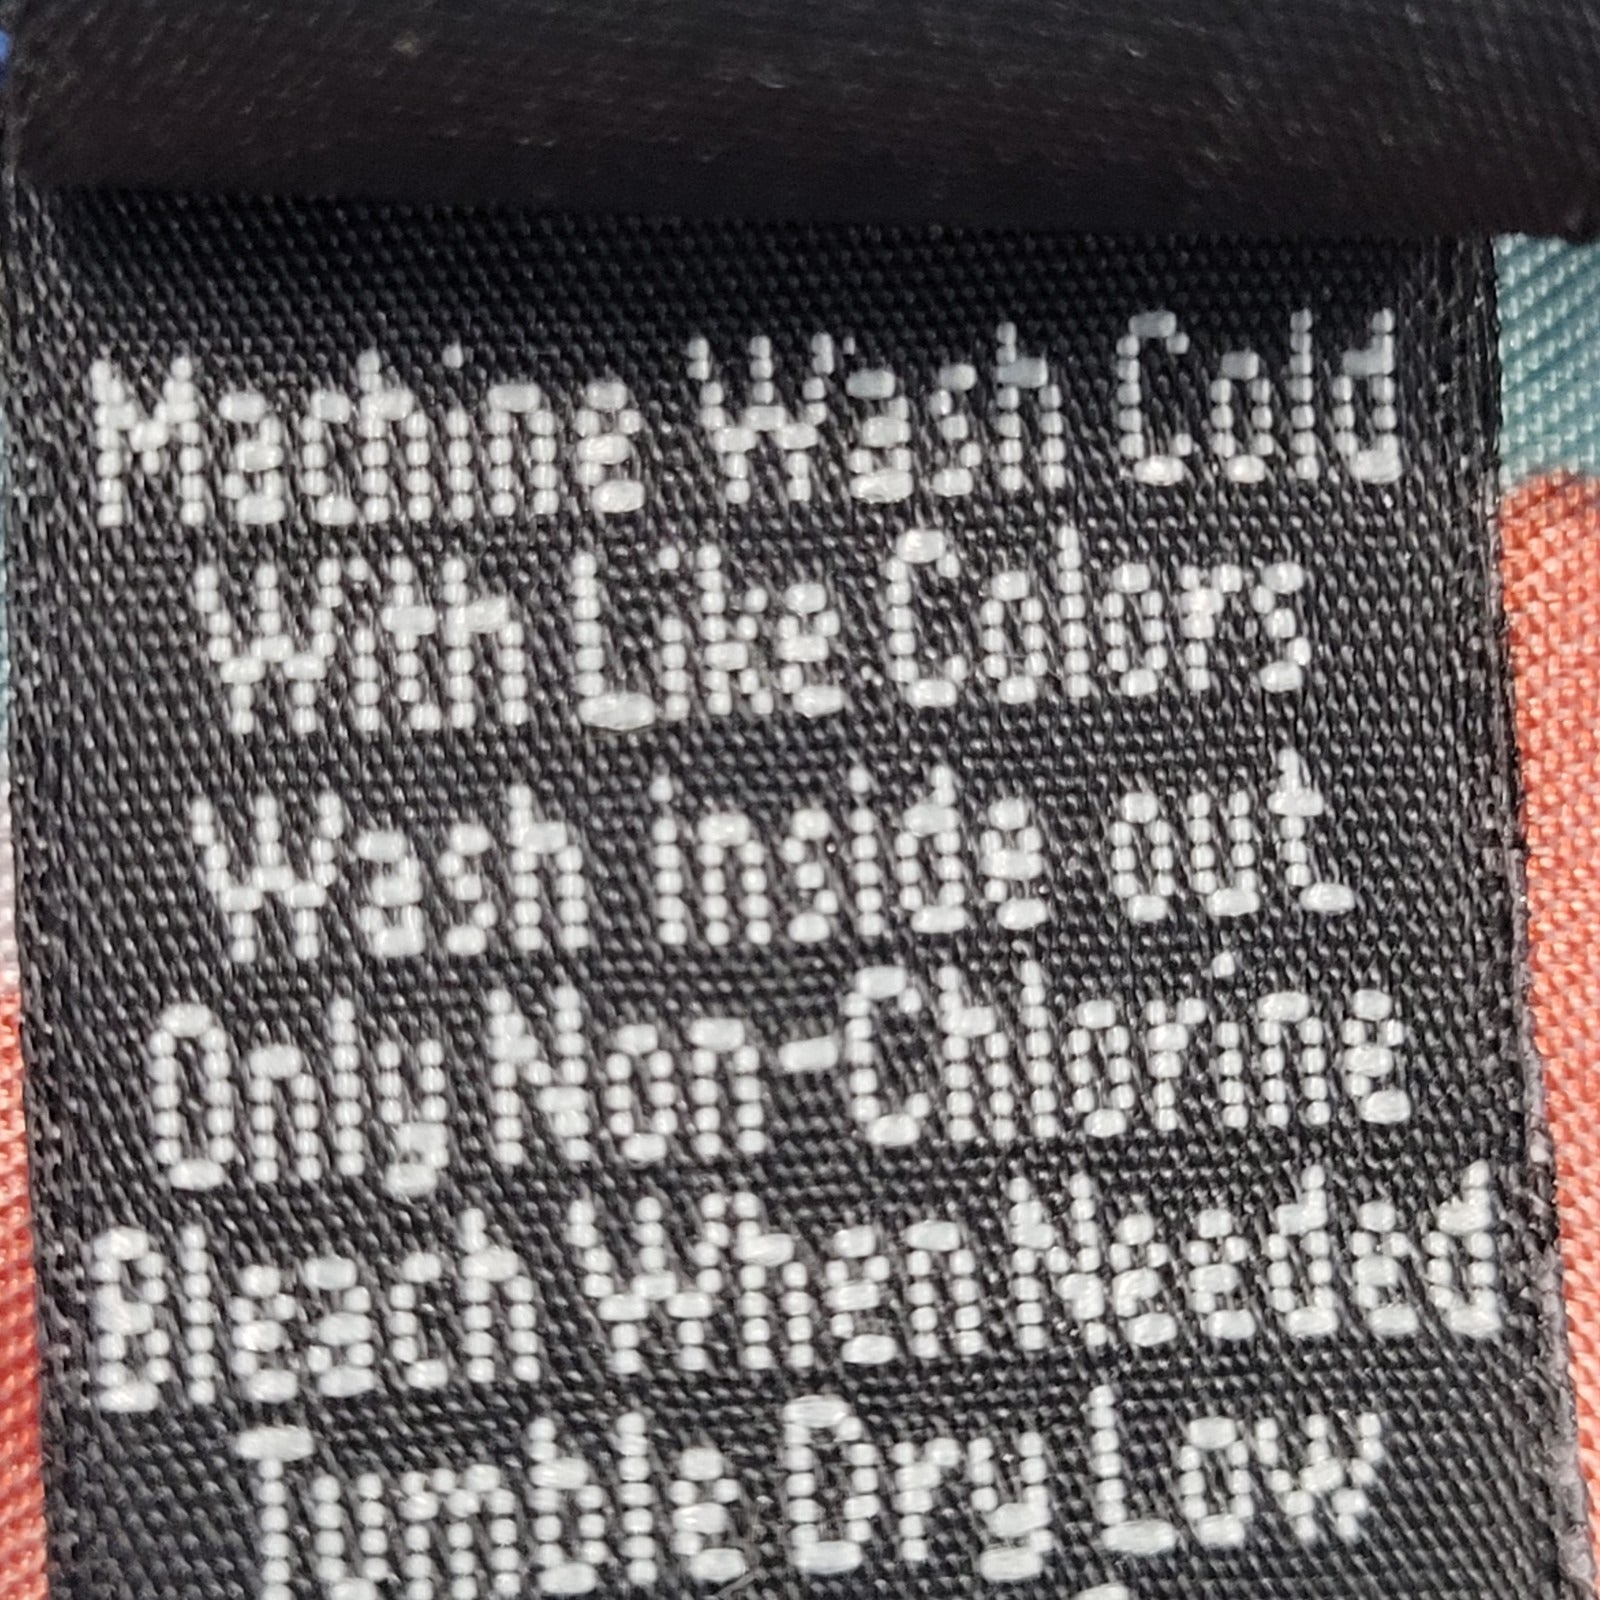 Machine Wash Cold
With Like Colors
Wash inside out
Only Non-Chlorine
Bleach When Needed
Tumble Dry Low